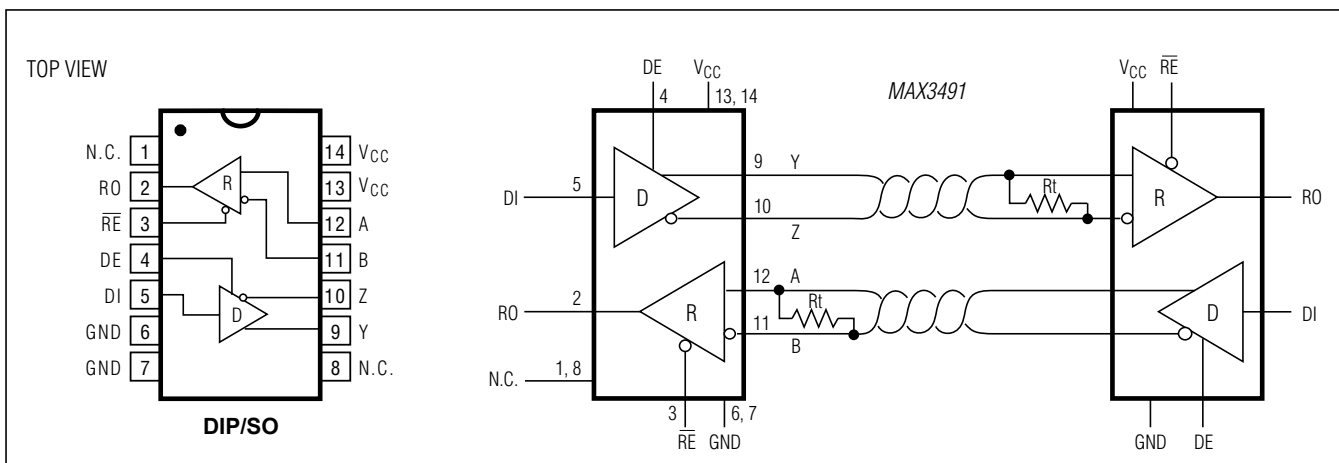 TOP VIEW
N.C. 1
RO 2
RE 3
DE 4
DI 5
GND 6
GND 7
14 VCC
13 VCC
12 A
11 B
10 Z
9 Y
8 N.C.
R
D
DIP/SO
MAX3491
DE
4
VCC
13, 14
DI
5
D
9 Y
10
Z
Rt
RO
2
R
12 A
Rt
11
B
N.C.
1, 8
3
RE
6, 7
GND
VCC
RE
R
RO
D
DI
GND
DE